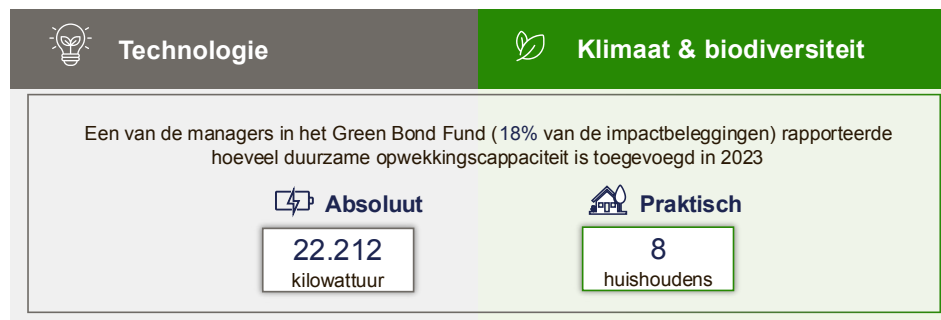 Technologie
Klimaat & biodiversiteit
Een van de managers in het Green Bond Fund (18% van de impactbeleggingen) rapporteerde
hoeveel duurzame opwekkingscappaciteit is toegevoegd in 2023
Absoluut
Praktisch
22.212
kilowattuur
8
huishoudens